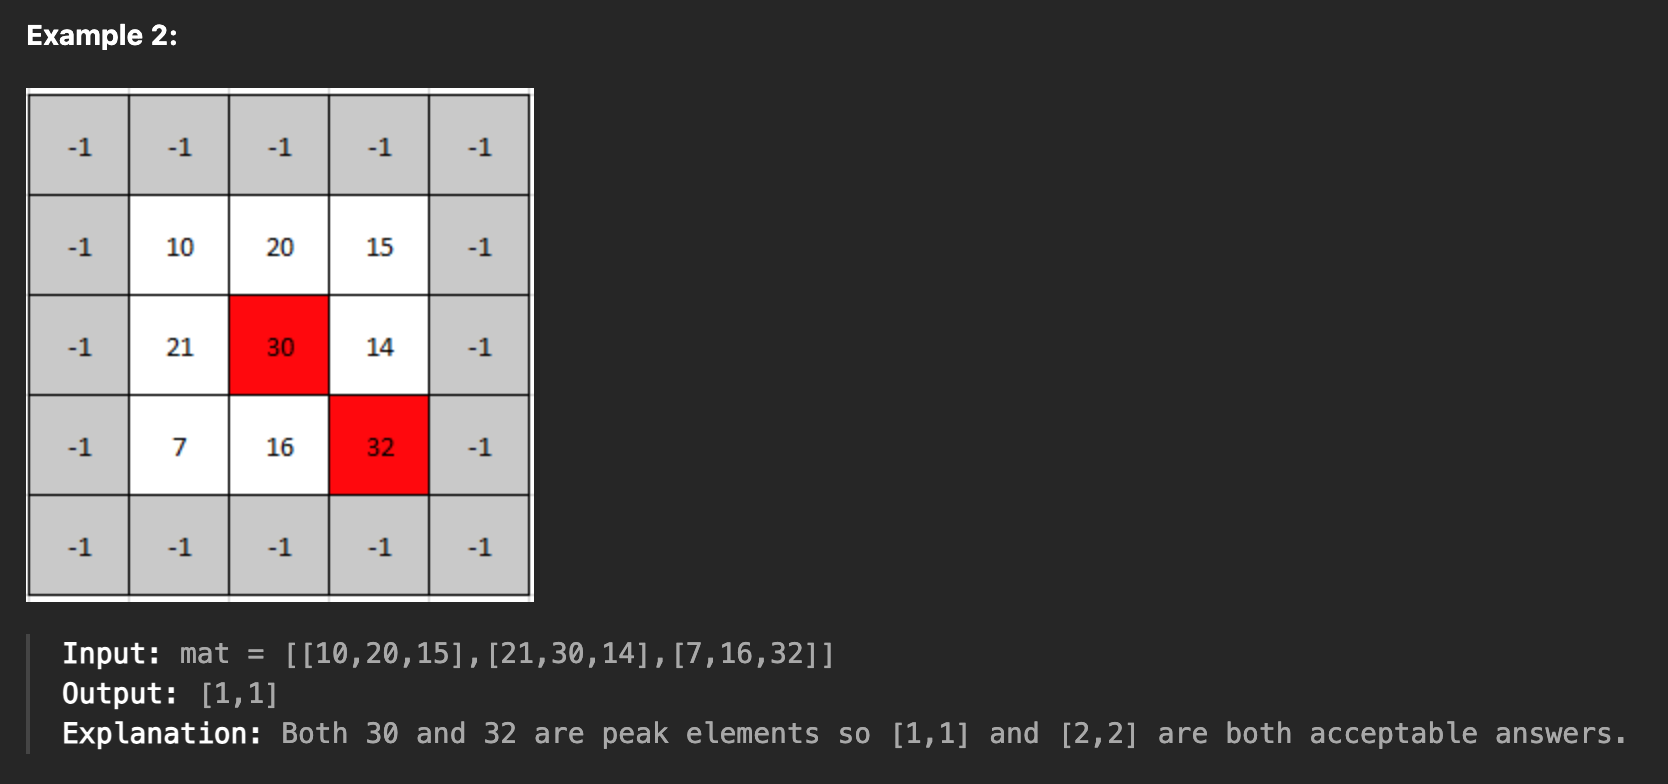 Example 2:
-1 -1 -1 -1 -1
-1 10 20 15 -1
-1 21 30 14 -1
-1 7 16 32 -1
-1 -1 -1 -1 -1
Input: mat = [[10,20,15],[21,30,14],[7,16,32]]
Output: [1,1]
Explanation: Both 30 and 32 are peak elements so [1,1] and [2,2] are both acceptable answers.